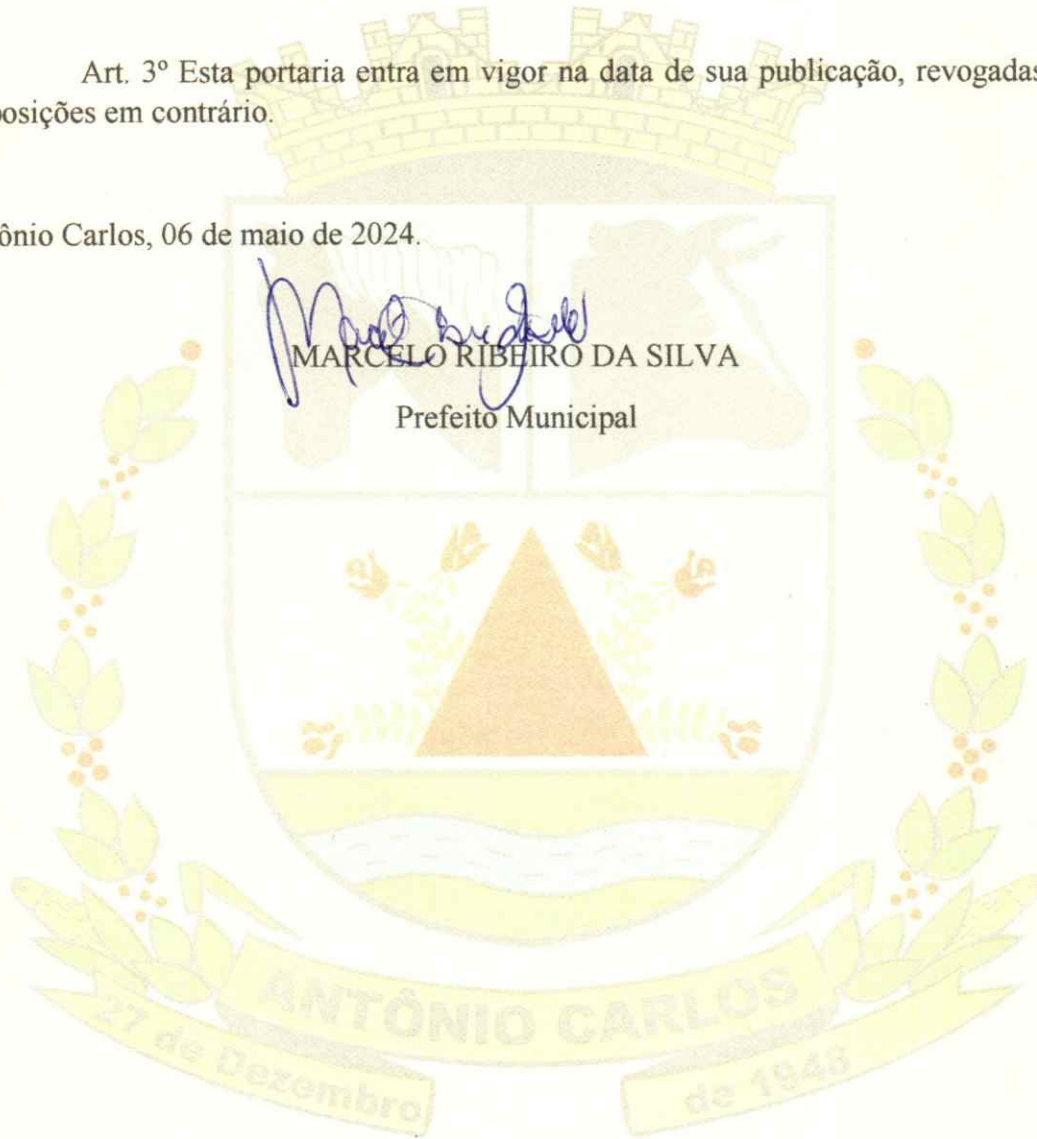 Art. 3º Esta portaria entra em vigor na data de sua publicação, revogadas
posições em contrário.
ônio Carlos, 06 de maio de 2024.
MARCELO RIBEIRO DA SILVA
Prefeito Municipal
ANTÔNIO CARLOS
27 de Dezembro
de 1948